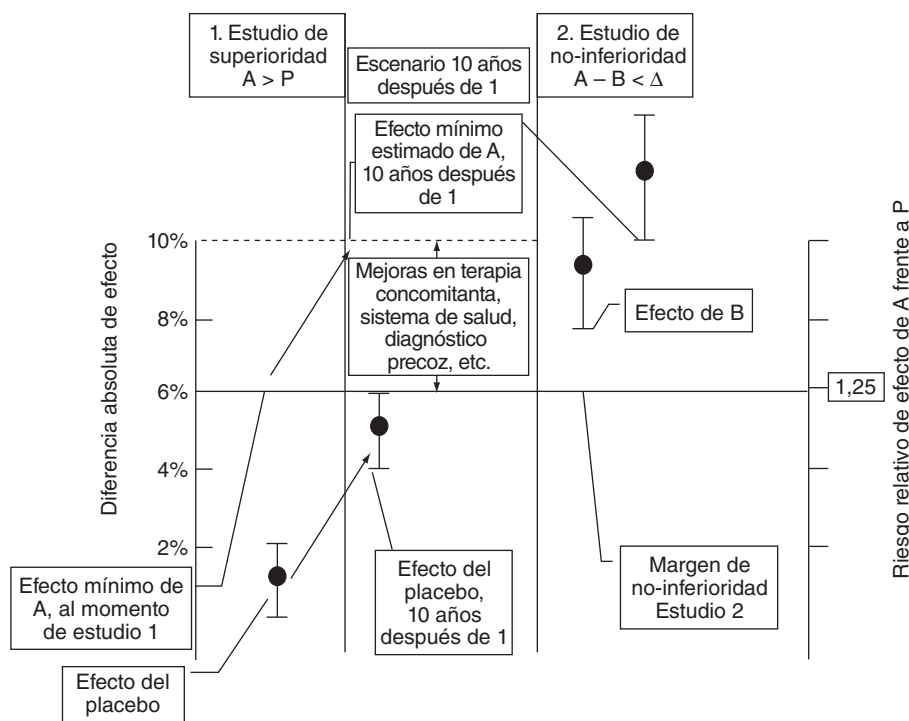 1. Estudio de
superioridad
A > P
Escenario 10 años
después de 1
2. Estudio de
no-inferioridad
A – B < Δ
Efecto mínimo
estimado de A,
10 años después
de 1
Diferencia absoluta de efecto
10%
8%
6%
4%
2%
Mejoras en terapia
concomitanta,
sistema de salud,
diagnóstico
precoz, etc.
Efecto de B
1,25
Riesgo relativo de efecto de A frente a P
Efecto mínimo de
A, al momento
de estudio 1
Efecto del
placebo
Efecto del
placebo,
10 años
después de 1
Margen de
no-inferioridad
Estudio 2